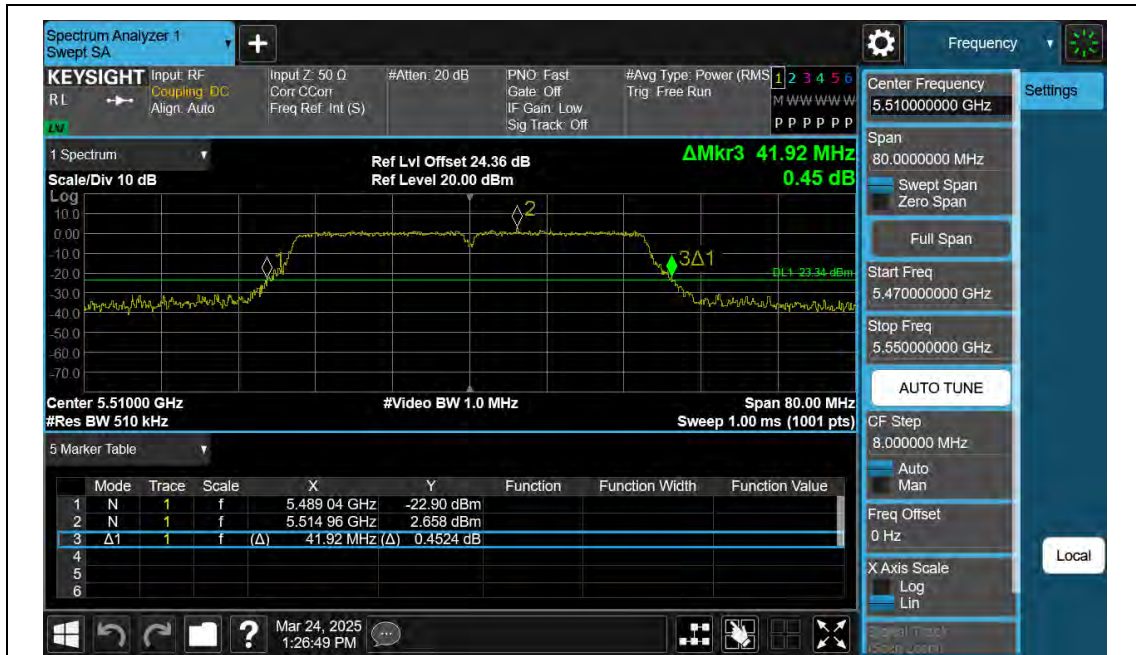 Spectrum Analyzer 1
Swept SA
Frequency
KEYSIGHT
RL
LNI
Input: RF
Coupling: DC
Align: Auto
Input Z: 50 Ω
Corr CCorr
Freq Ref: Int (S)
#Atten: 20 dB
PNO: Fast
Gate: Off
IF Gain: Low
Sig Track: Off
#Avg Type: Power (RMS
Trig: Free Run
1 2 3 4 5 6
M W W W W W
P P P P P P
1 Spectrum
Scale/Div 10 dB
Ref Lvl Offset 24.36 dB
Ref Level 20.00 dBm
ΔMkr3 41.92 MHz
0.45 dB
Log
10.0
0.00
-10.0
-20.0
-30.0
-40.0
-50.0
-60.0
-70.0
1
2
3Δ1
DL1 -23.34 dBm
Center 5.51000 GHz
#Video BW 1.0 MHz
Span 80.00 MHz
#Res BW 510 kHz
Sweep 1.00 ms (1001 pts)
5 Marker Table
Mode Trace Scale X Y Function Function Width Function Value
1 N 1 f 5.489 04 GHz -22.90 dBm
2 N 1 f 5.514 96 GHz 2.658 dBm
3 Δ1 1 f (Δ) 41.92 MHz (Δ) 0.4524 dB
4
5
6
Mar 24, 2025
1:26:49 PM
Center Frequency
5.510000000 GHz
Settings
Span
80.0000000 MHz
Swept Span
Zero Span
Full Span
Start Freq
5.470000000 GHz
Stop Freq
5.550000000 GHz
AUTO TUNE
CF Step
8.000000 MHz
Auto
Man
Freq Offset
0 Hz
X Axis Scale
Log
Lin
Local
Signal Track
(Span Zoom)